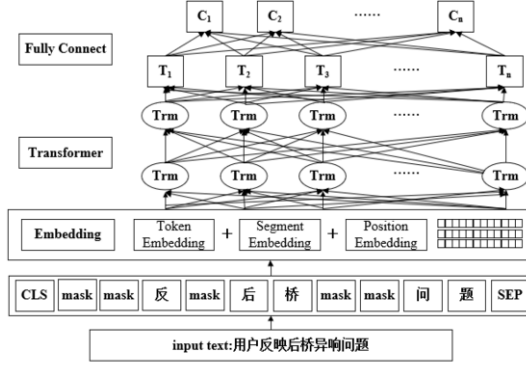 C1 C2 ...... Cn
Fully Connect
T1 T2 T3 ...... Tn
Trm Trm Trm ...... Trm
Transformer
Trm Trm Trm ...... Trm
Embedding Token Embedding + Segment Embedding + Position Embedding
CLS mask mask 反 mask 后 桥 mask mask 问 题 SEP
input text:用户反映后桥异响问题